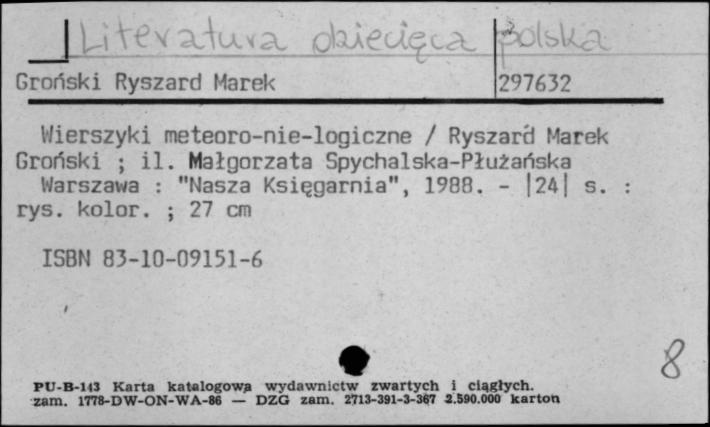 Literatura dziecięca polska
Groński Ryszard Marek 297632
Wierszyki meteoro-nie-logiczne / Ryszard Marek
Groński ; il. Małgorzata Spychalska-Płużańska
Warszawa : "Nasza Księgarnia", 1988. - |24| s. :
rys. kolor. ; 27 cm
ISBN 83-10-09151-6
8
PU-B-143 Karta katalogowa wydawnictw zwartych i ciągłych.
zam. 1778-DW-ON-WA-86 — DZG zam. 2713-391-3-367 2.590.000 karton